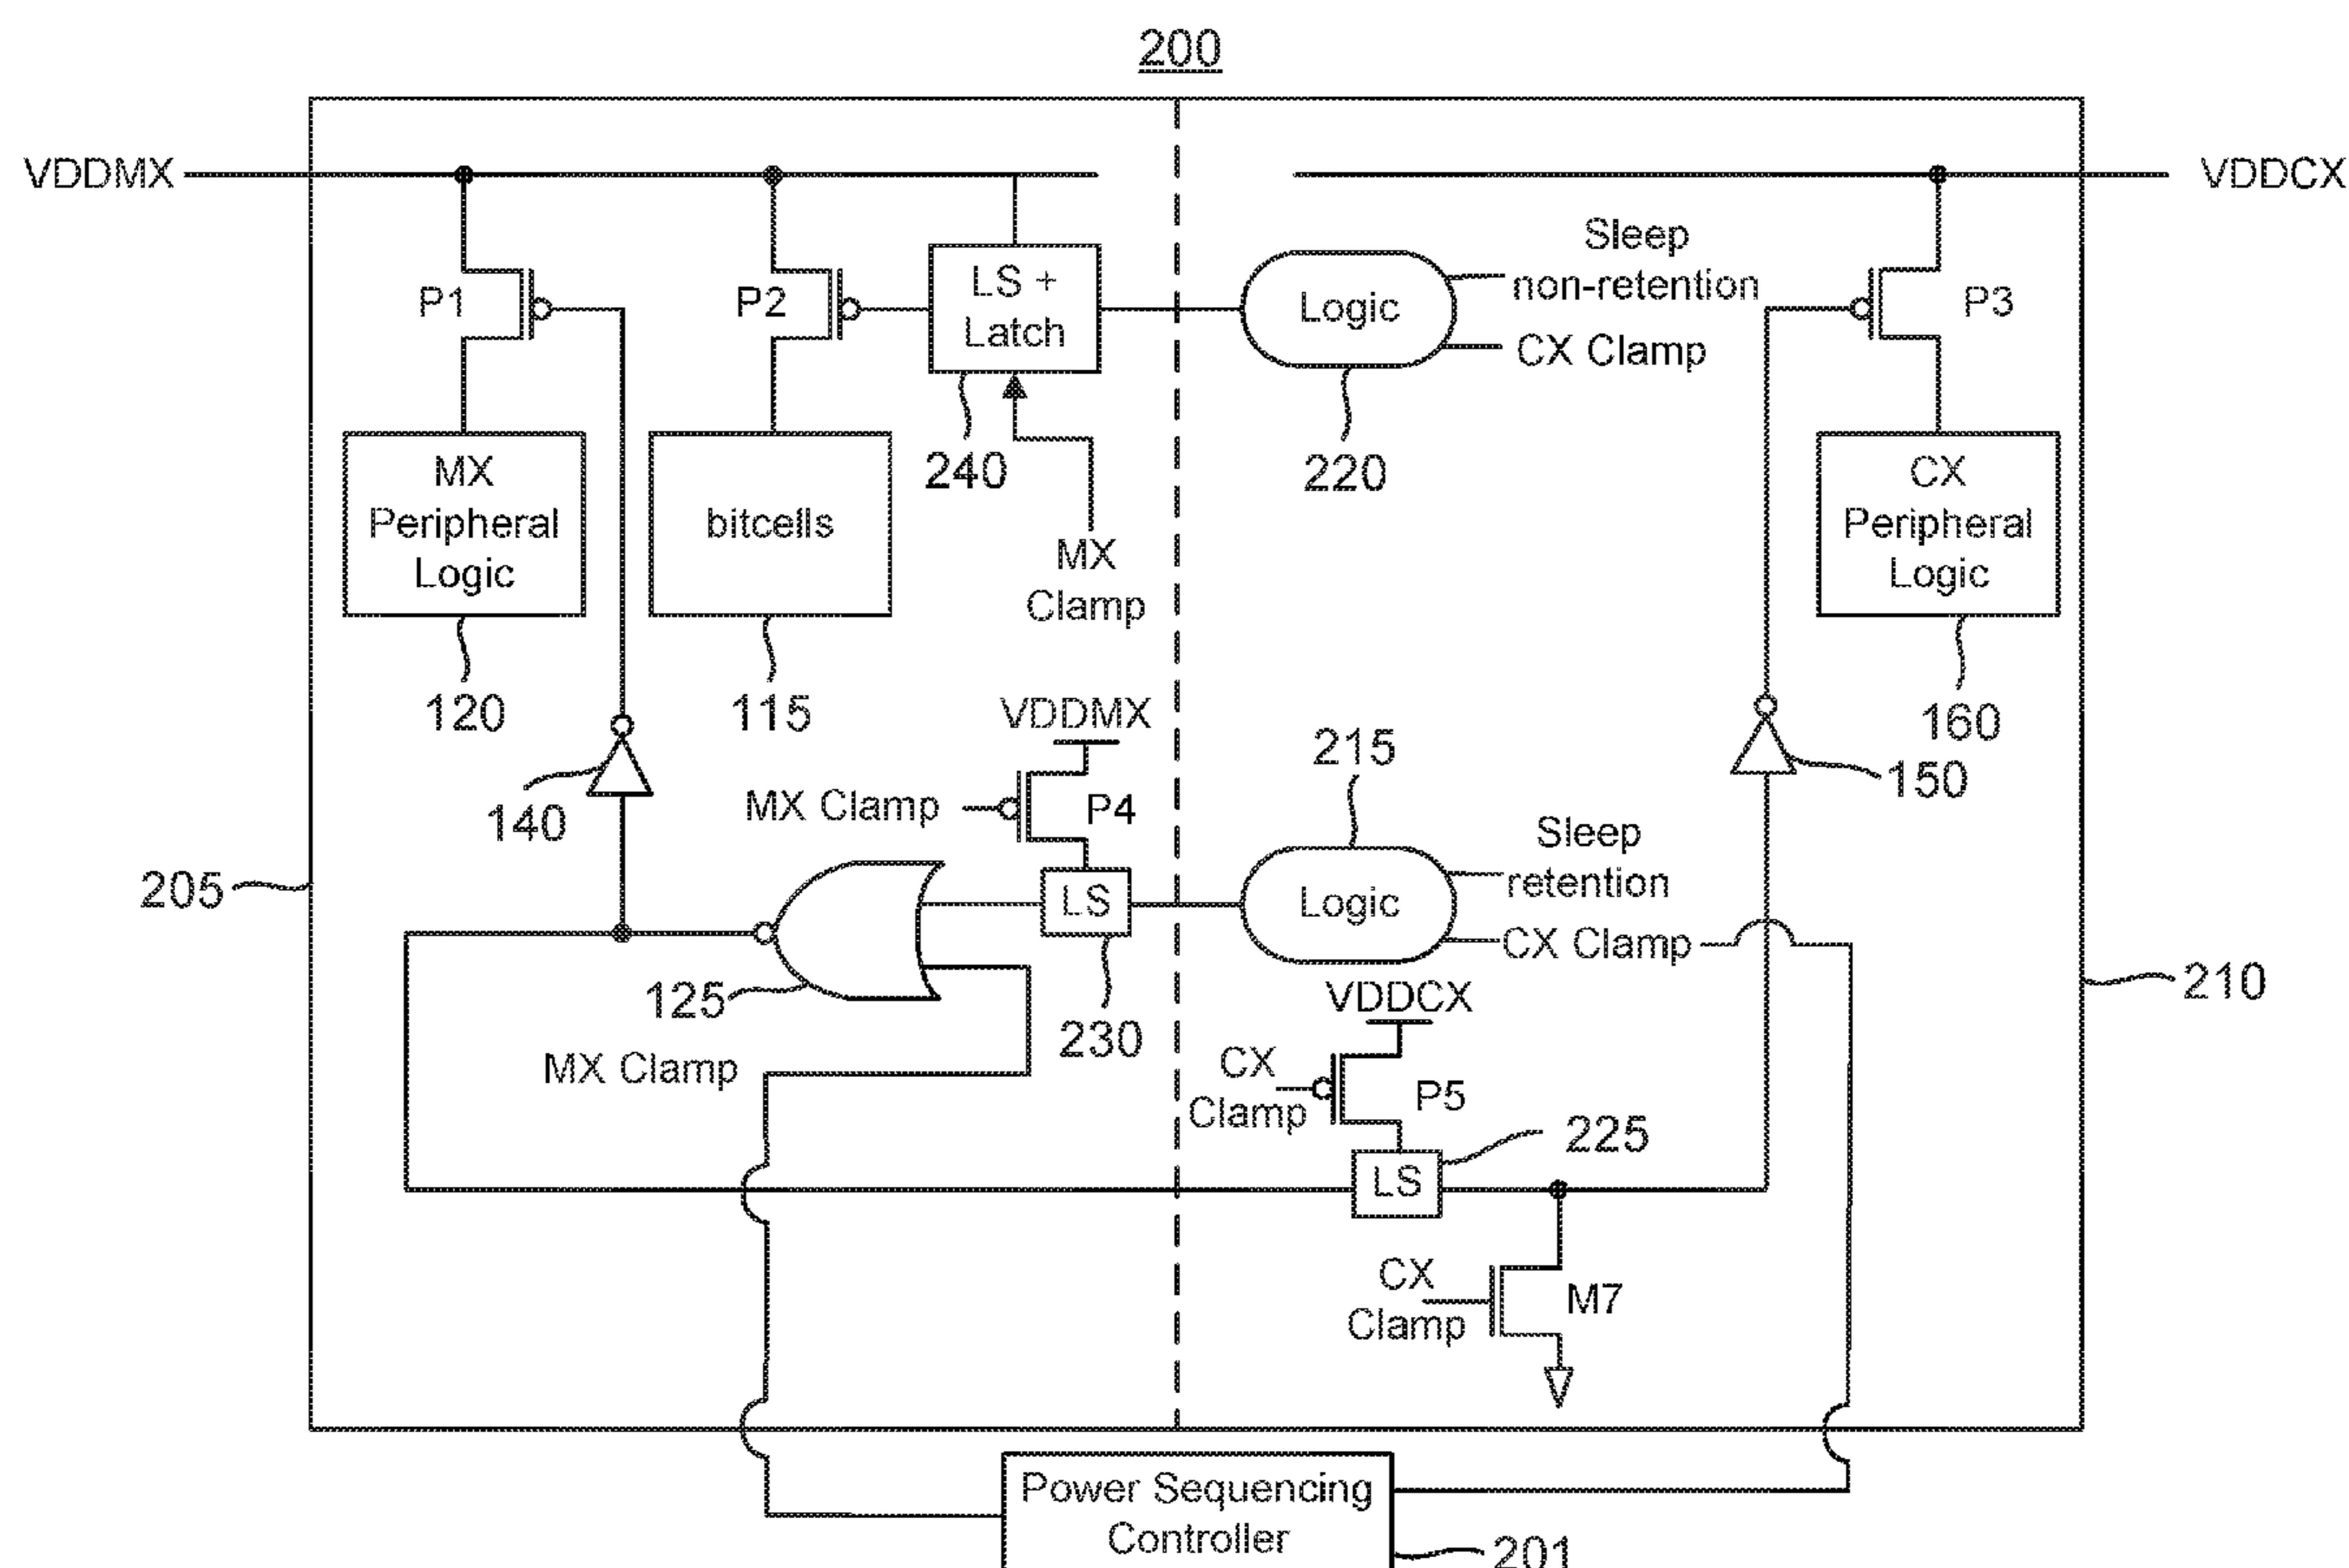 200
VDDMX
VDDCX
P1
P2
LS +
Latch
Logic
Sleep
non-retention
CX Clamp
P3
240
220
MX
Peripheral
Logic
bitcells
CX
Peripheral
Logic
MX
Clamp
120
115
160
VDDMX
215
150
140
MX Clamp
P4
205
LS
Logic
Sleep
retention
CX Clamp
210
125
230
VDDCX
MX Clamp
CX
Clamp
P5
225
LS
CX
Clamp
M7
Power Sequencing
Controller
201